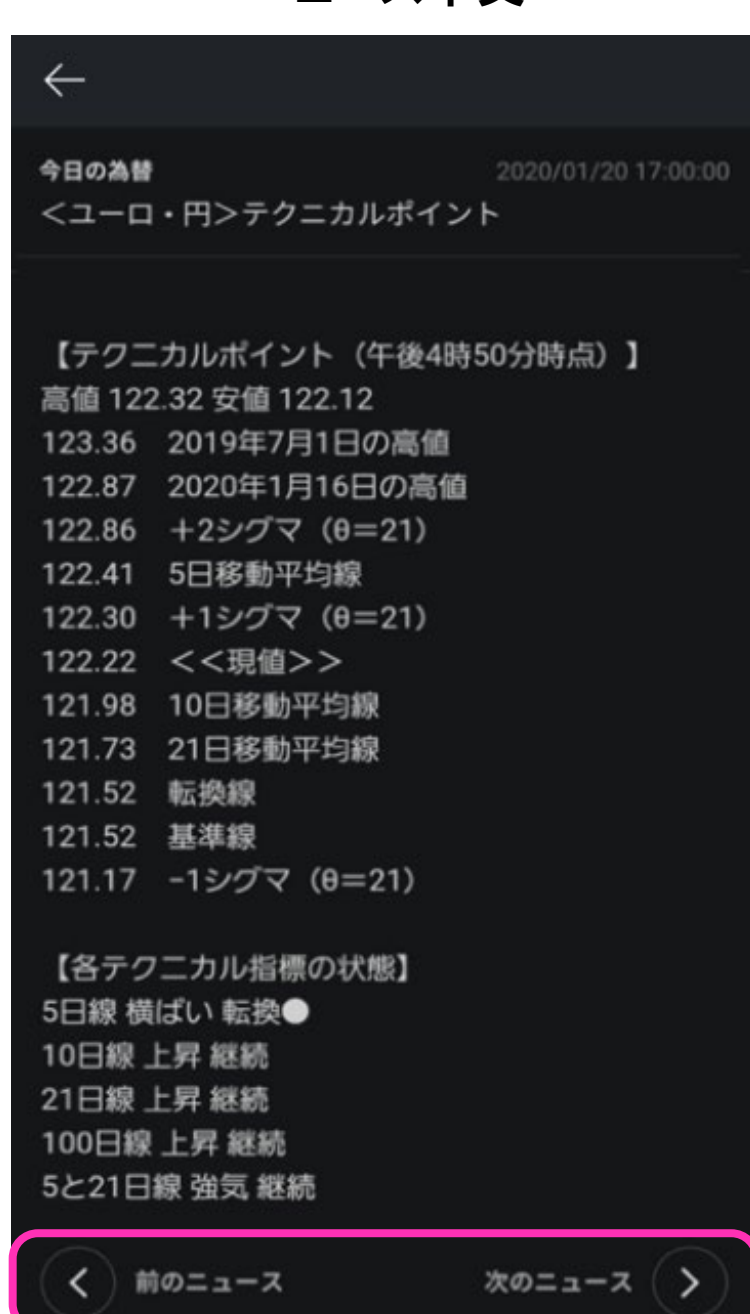 今日の為替 2020/01/20 17:00:00
＜ユーロ・円＞テクニカルポイント
【テクニカルポイント（午後4時50分時点）】
高値 122.32 安値 122.12
123.36 2019年7月1日の高値
122.87 2020年1月16日の高値
122.86 +2シグマ（θ=21）
122.41 5日移動平均線
122.30 +1シグマ（θ=21）
122.22 ＜＜現値＞＞
121.98 10日移動平均線
121.73 21日移動平均線
121.52 転換線
121.52 基準線
121.17 -1シグマ（θ=21）
【各テクニカル指標の状態】
5日線 横ばい 転換●
10日線 上昇 継続
21日線 上昇 継続
100日線 上昇 継続
5と21日線 強気 継続
前のニュース 次のニュース